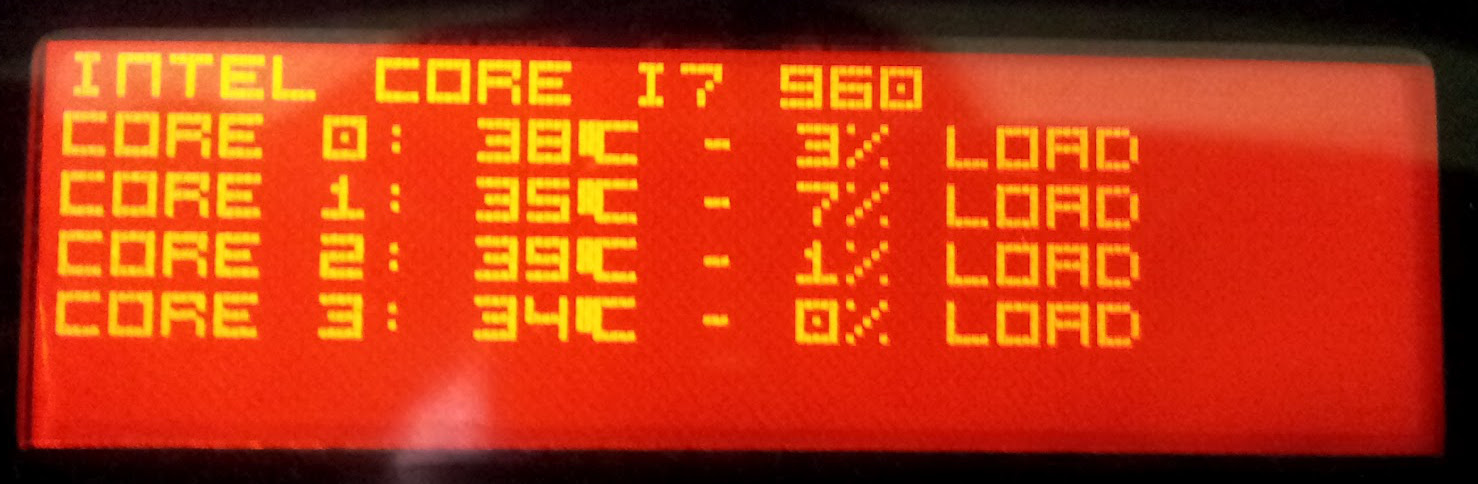 INTEL CORE I7 960
CORE 0: 38°C - 3% LOAD
CORE 1: 35°C - 7% LOAD
CORE 2: 39°C - 1% LOAD
CORE 3: 34°C - 0% LOAD